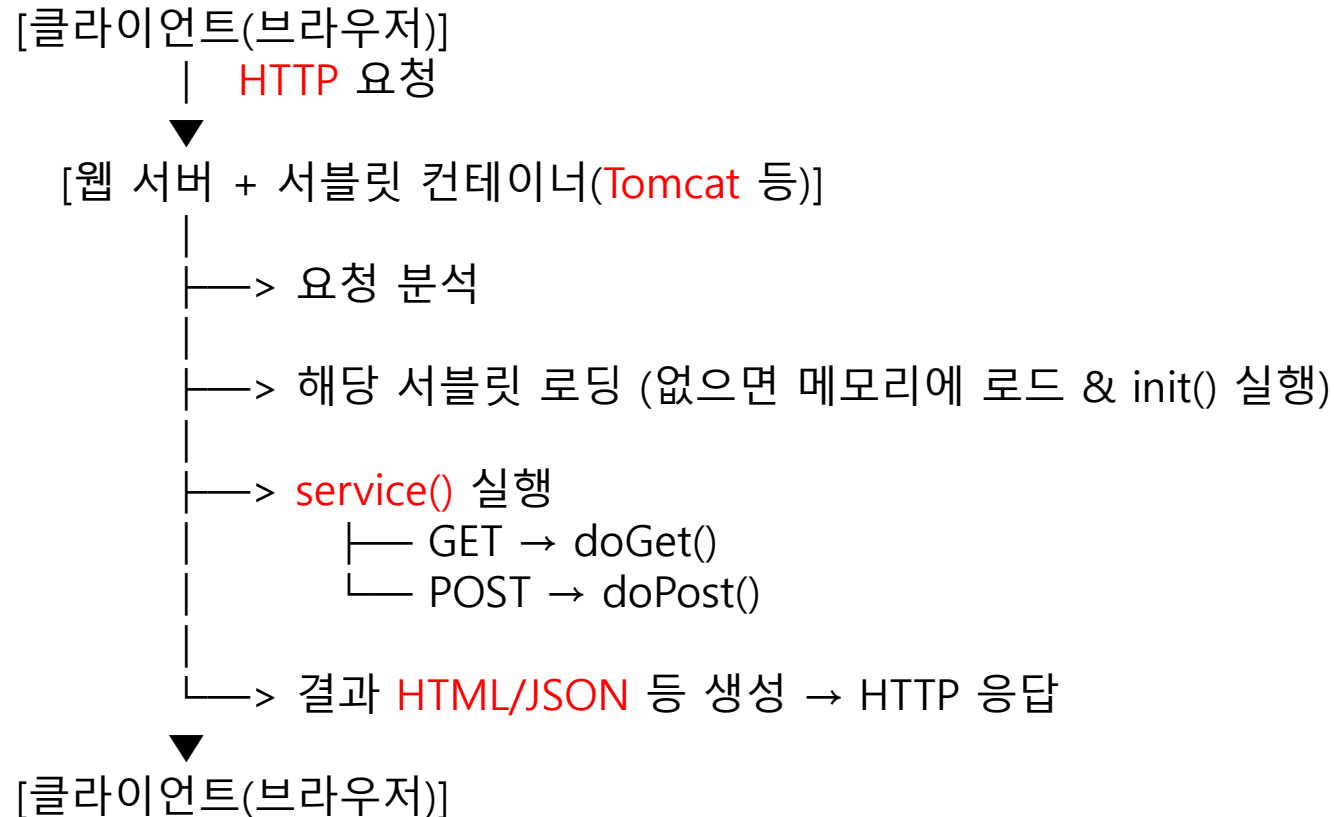 [클라이언트(브라우저)]
│ HTTP 요청
▼
[웹 서버 + 서블릿 컨테이너(Tomcat 등)]
│
├──> 요청 분석
│
├──> 해당 서블릿 로딩 (없으면 메모리에 로드 & init() 실행)
│
├──> service() 실행
│ ├── GET → doGet()
│ └── POST → doPost()
│
└──> 결과 HTML/JSON 등 생성 → HTTP 응답
▼
[클라이언트(브라우저)]